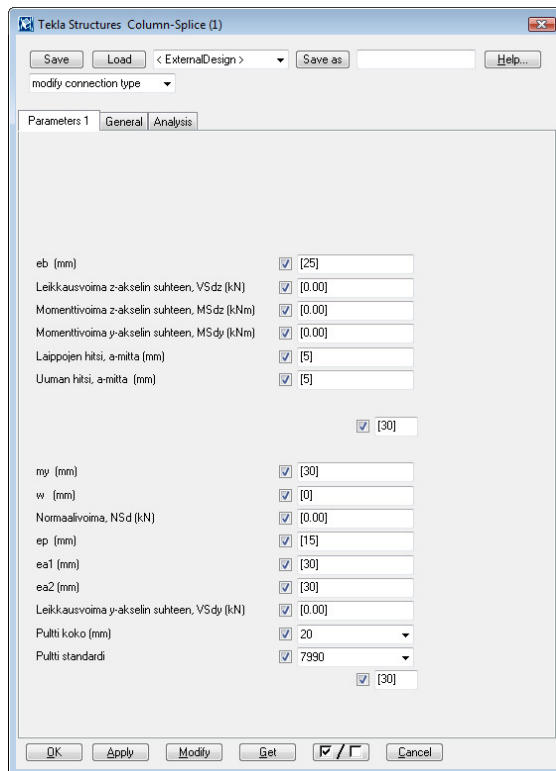 Tekla Structures Column-Splice (1)
Save Load < ExternalDesign > Save as Help...
modify connection type
Parameters 1 General Analysis
eb (mm) [25]
Leikkausvoima z-akselin suhteen, VSdz (kN) [0.00]
Momenttivoima z-akselin suhteen, MSdz (kNm) [0.00]
Momenttivoima y-akselin suhteen, MSdy (kNm) [0.00]
Laippojen hitsi, a-mitta (mm) [5]
Uuman hitsi, a-mitta (mm) [5]
[30]
my (mm) [30]
w (mm) [0]
Normaalivoima, NSd (kN) [0.00]
ep (mm) [15]
ea1 (mm) [30]
ea2 (mm) [30]
Leikkausvoima y-akselin suhteen, VSdy (kN) [0.00]
Pultti koko (mm) 20
Pultti standardi 7990
[30]
OK Apply Modify Get / Cancel